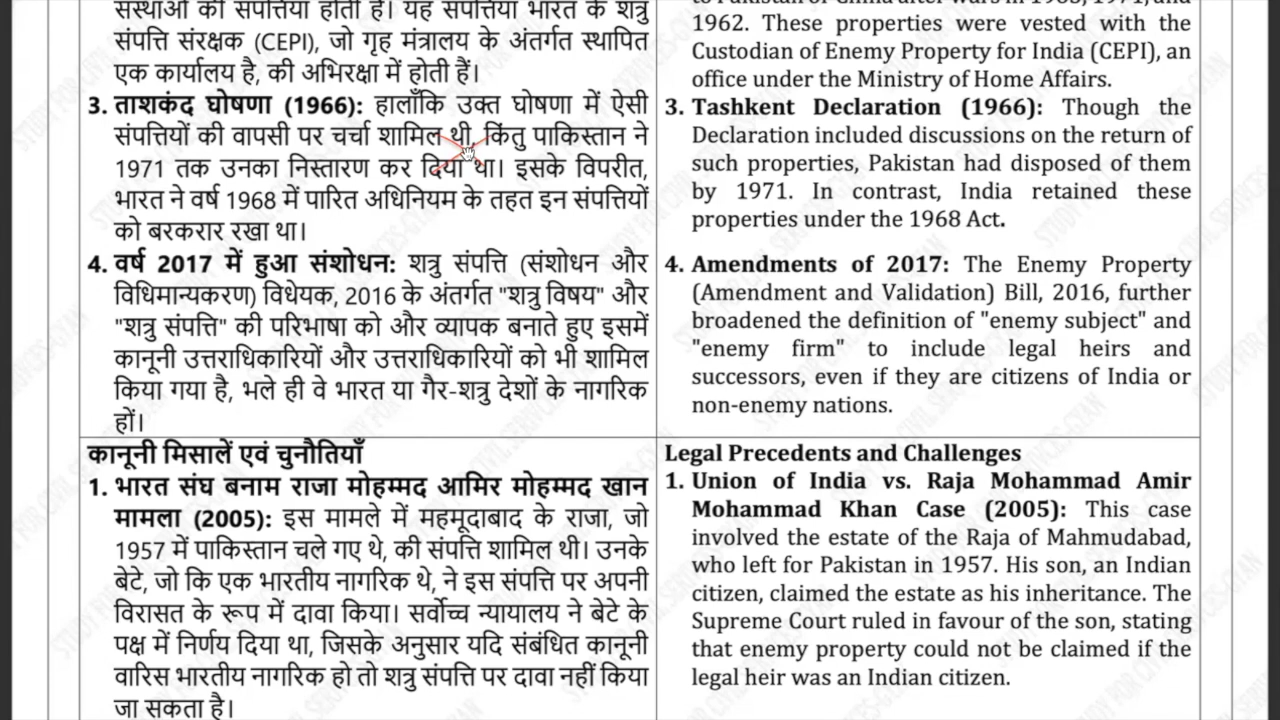 संस्थाओं की संपत्तियां होती हैं। यह संपत्तियां भारत के शत्रु
संपत्ति संरक्षक (CEPI), जो गृह मंत्रालय के अंतर्गत स्थापित
एक कार्यालय है, की अभिरक्षा में होती हैं।
3. ताशकंद घोषणा (1966): हालाँकि उक्त घोषणा में ऐसी
संपत्तियों की वापसी पर चर्चा शामिल थी, किंतु पाकिस्तान ने
1971 तक उनका निस्तारण कर दिया था। इसके विपरीत,
भारत ने वर्ष 1968 में पारित अधिनियम के तहत इन संपत्तियों
को बरकरार रखा था।
4. वर्ष 2017 में हुआ संशोधन: शत्रु संपत्ति (संशोधन और
विधिमान्यकरण) विधेयक, 2016 के अंतर्गत "शत्रु विषय" और
"शत्रु संपत्ति" की परिभाषा को और व्यापक बनाते हुए इसमें
कानूनी उत्तराधिकारियों और उत्तराधिकारियों को भी शामिल
किया गया है, भले ही वे भारत या गैर-शत्रु देशों के नागरिक
हों।
कानूनी मिसालें एवं चुनौतियाँ
1. भारत संघ बनाम राजा मोहम्मद आमिर मोहम्मद खान
मामला (2005): इस मामले में महमूदाबाद के राजा, जो
1957 में पाकिस्तान चले गए थे, की संपत्ति शामिल थी। उनके
बेटे, जो कि एक भारतीय नागरिक थे, ने इस संपत्ति पर अपनी
विरासत के रूप में दावा किया। सर्वोच्च न्यायालय ने बेटे के
पक्ष में निर्णय दिया था, जिसके अनुसार यदि संबंधित कानूनी
वारिस भारतीय नागरिक हो तो शत्रु संपत्ति पर दावा नहीं किया
जा सकता है।
1962. These properties were vested with the
Custodian of Enemy Property for India (CEPI), an
office under the Ministry of Home Affairs.
3. Tashkent Declaration (1966): Though the
Declaration included discussions on the return of
such properties, Pakistan had disposed of them
by 1971. In contrast, India retained these
properties under the 1968 Act.
4. Amendments of 2017: The Enemy Property
(Amendment and Validation) Bill, 2016, further
broadened the definition of "enemy subject" and
"enemy firm" to include legal heirs and
successors, even if they are citizens of India or
non-enemy nations.
Legal Precedents and Challenges
1. Union of India vs. Raja Mohammad Amir
Mohammad Khan Case (2005): This case
involved the estate of the Raja of Mahmudabad,
who left for Pakistan in 1957. His son, an Indian
citizen, claimed the estate as his inheritance. The
Supreme Court ruled in favour of the son, stating
that enemy property could not be claimed if the
legal heir was an Indian citizen.